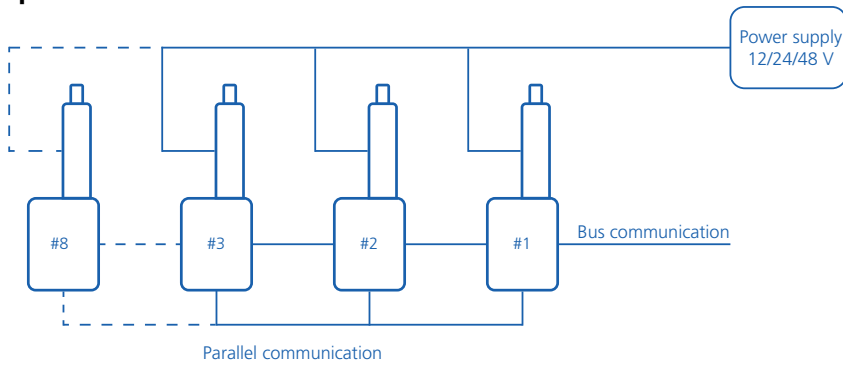 Power supply
12/24/48 V
#8
#3
#2
#1
Bus communication
Parallel communication